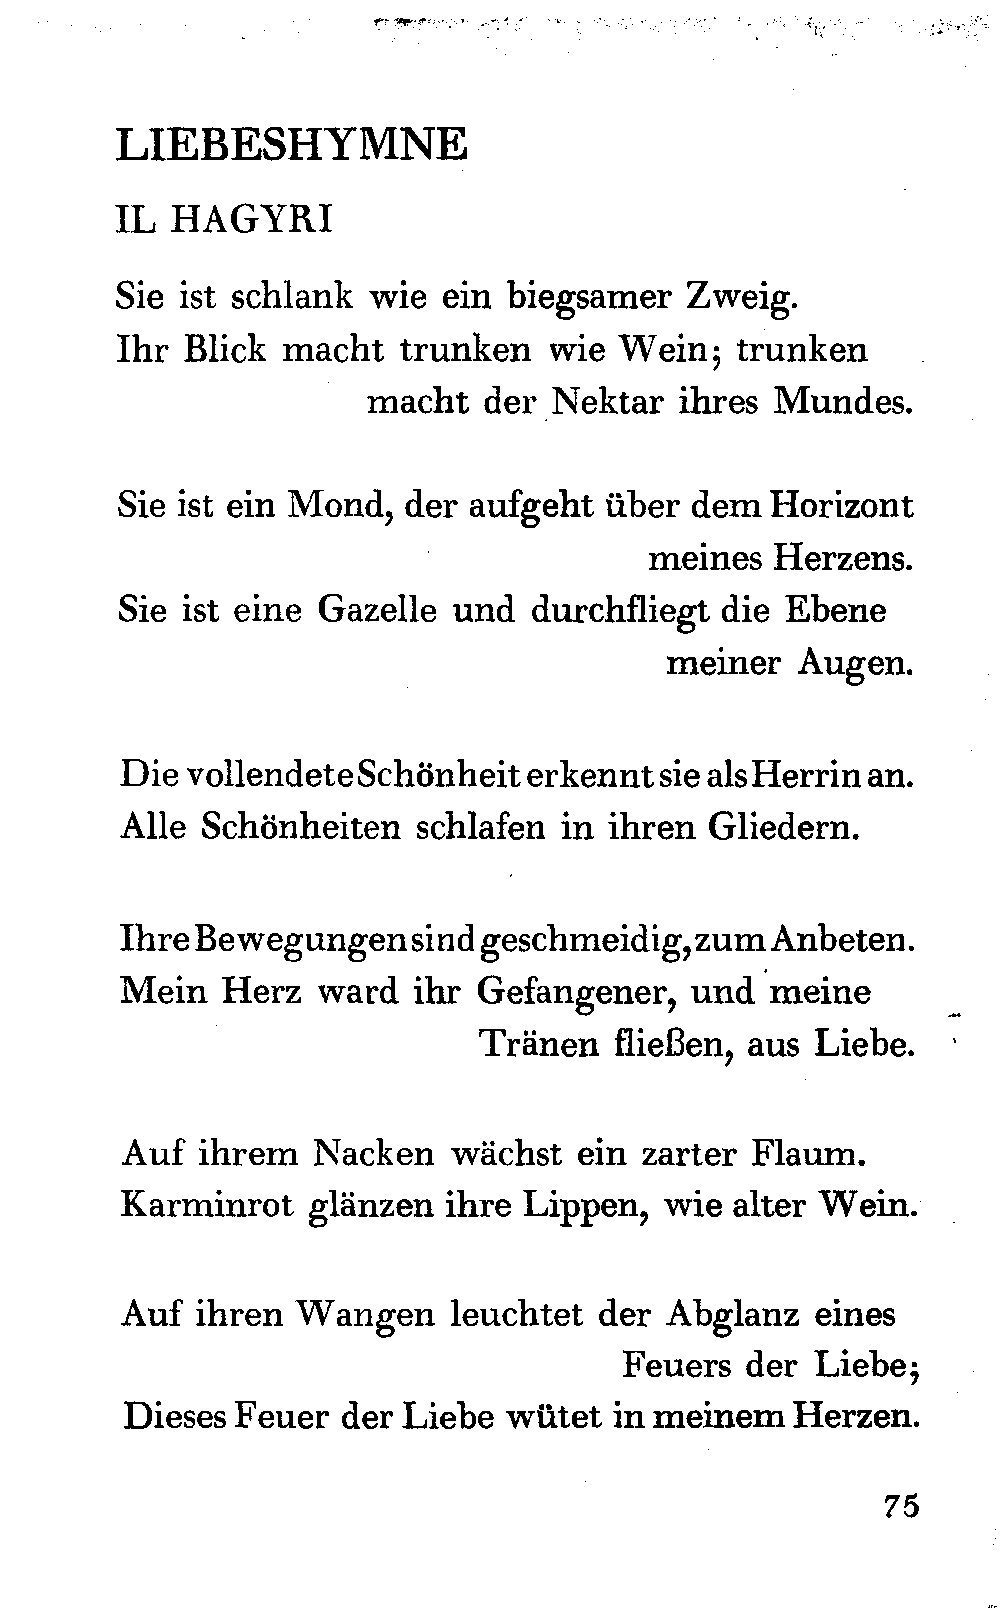 LIEBESHYMNE
IL HAGYRI
Sie ist schlank wie ein biegsamer Zweig.
Ihr Blick macht trunken wie Wein; trunken
macht der Nektar ihres Mundes.
Sie ist ein Mond, der aufgeht über dem Horizont
meines Herzens.
Sie ist eine Gazelle und durchfliegt die Ebene
meiner Augen.
Die vollendete Schönheit erkennt sie als Herrin an.
Alle Schönheiten schlafen in ihren Gliedern.
Ihre Bewegungen sind geschmeidig, zum Anbeten.
Mein Herz ward ihr Gefangener, und meine
Tränen fließen, aus Liebe.
Auf ihrem Nacken wächst ein zarter Flaum.
Karminrot glänzen ihre Lippen, wie alter Wein.
Auf ihren Wangen leuchtet der Abglanz eines
Feuers der Liebe;
Dieses Feuer der Liebe wütet in meinem Herzen.
75